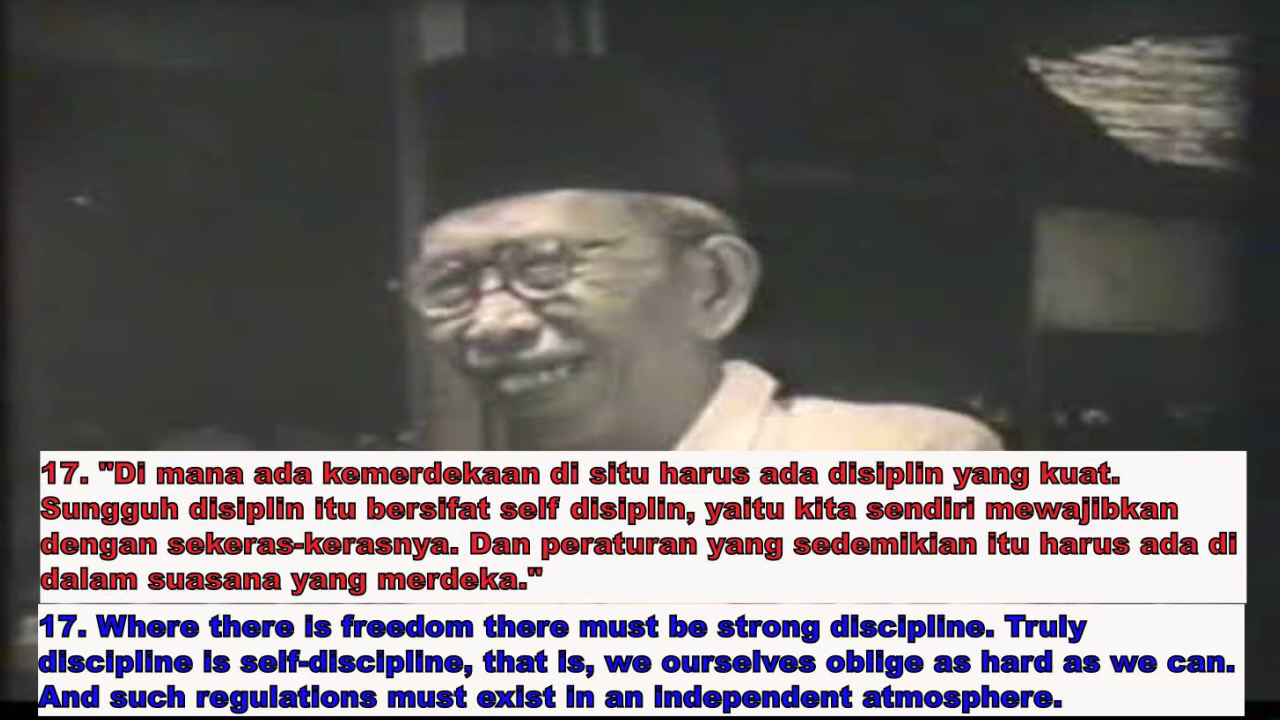 17. "Di mana ada kemerdekaan di situ harus ada disiplin yang kuat.
Sungguh disiplin itu bersifat self disiplin, yaitu kita sendiri mewajibkan
dengan sekeras-kerasnya. Dan peraturan yang sedemikian itu harus ada di
dalam suasana yang merdeka."
17. Where there is freedom there must be strong discipline. Truly
discipline is self-discipline, that is, we ourselves oblige as hard as we can.
And such regulations must exist in an independent atmosphere.